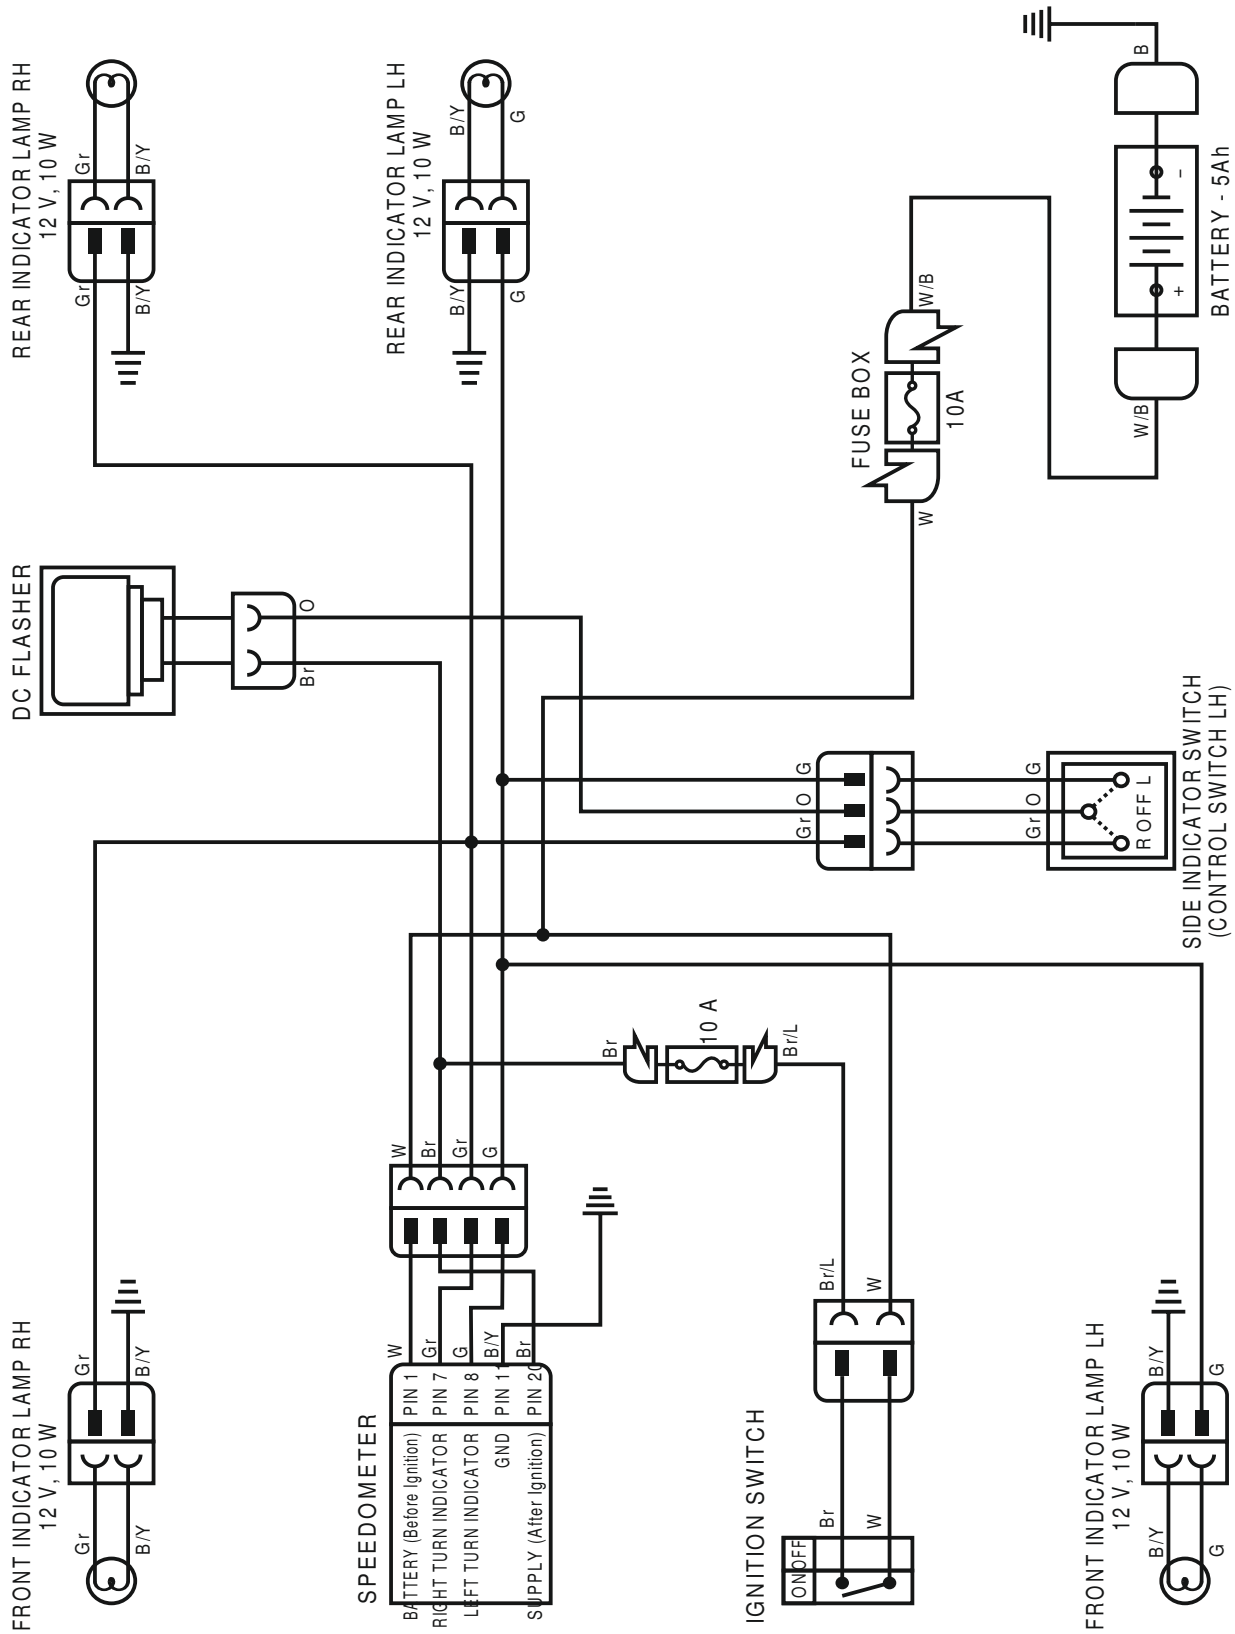 REAR INDICATOR LAMP RH
12 V, 10 W
Gr
B/Y
Gr
B/Y
REAR INDICATOR LAMP LH
12 V, 10 W
B/Y
G
B/Y
G
B
BATTERY - 5Ah
+
–
W/B
FUSE BOX
10A
W/B
W
DC FLASHER
O
Br
SIDE INDICATOR SWITCH
(CONTROL SWITCH LH)
G
O
Gr
G
O
Gr
R OFF L
10 A
Br
Br/L
W
Br
Gr
G
SPEEDOMETER
W
Gr
G
B/Y
Br
PIN 1
PIN 7
PIN 8
PIN 11
PIN 20
BATTERY (Before Ignition)
RIGHT TURN INDICATOR
LEFT TURN INDICATOR
GND
SUPPLY (After Ignition)
FRONT INDICATOR LAMP RH
12 V, 10 W
Gr
B/Y
Gr
B/Y
IGNITION SWITCH
Br/L
W
Br
W
ON
OFF
FRONT INDICATOR LAMP LH
12 V, 10 W
B/Y
G
B/Y
G